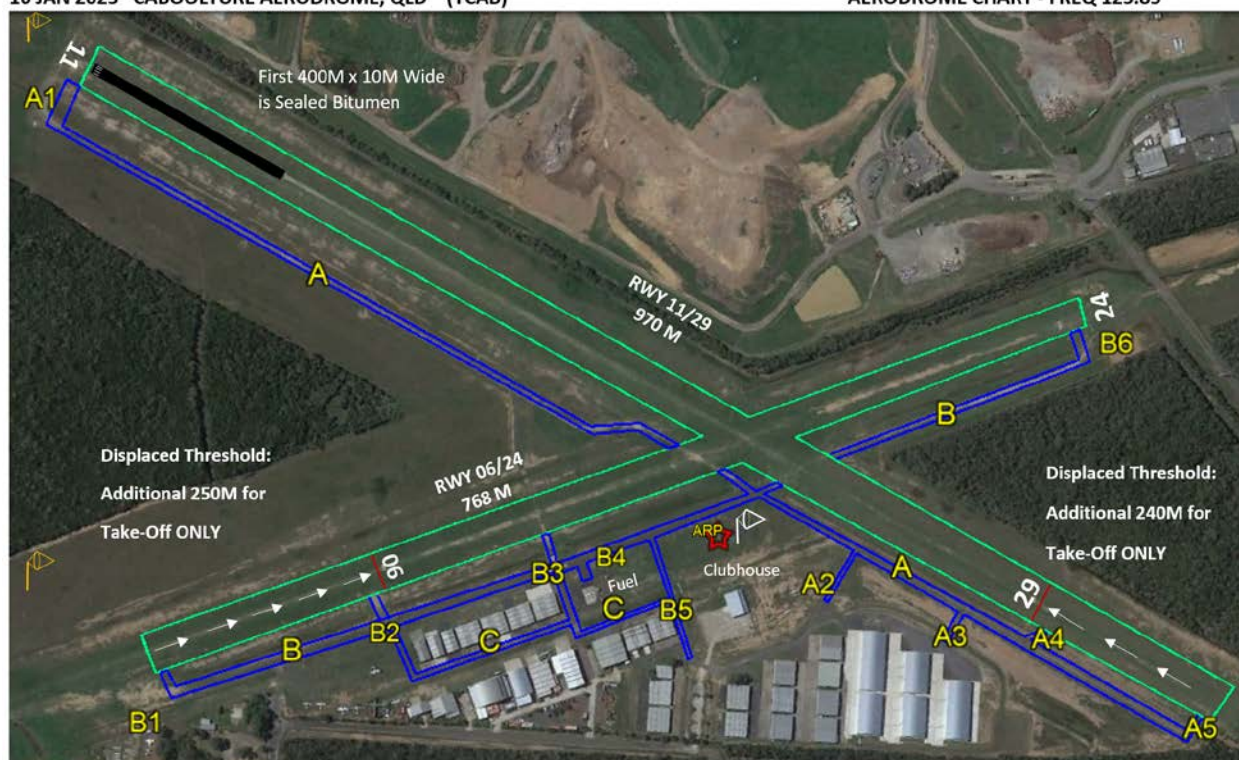 10 JAN 2023 - CABOOLTURE AERODROME, QLD - (YCAB)
AERODROME CHART - FREQ 125.85
11
A1
First 400M x 10M Wide
is Sealed Bitumen
A
RWY 11/29
970 M
24
B6
B
Displaced Threshold:
Additional 250M for
Take-Off ONLY
RWY 06/24
768 M
Displaced Threshold:
Additional 240M for
Take-Off ONLY
ARP
06
B3
B4
Fuel
Clubhouse
A2
A
29
B
B2
C
C
B5
A3
A4
B1
A5